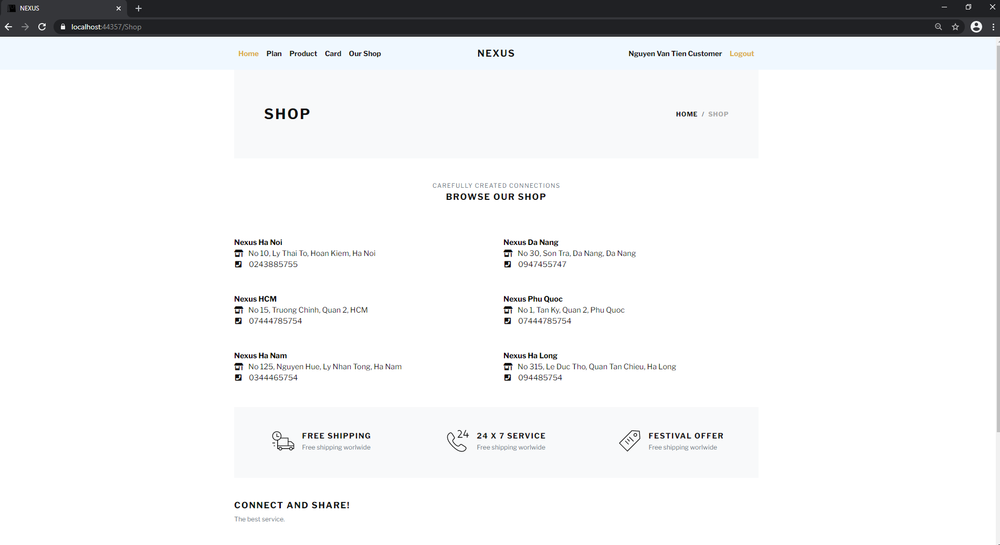 NEXUS
localhost:44357/Shop
Home Plan Product Card Our Shop NEXUS Nguyen Van Tien Customer Logout
SHOP HOME / SHOP
CAREFULLY CREATED CONNECTIONS
BROWSE OUR SHOP
Nexus Ha Noi
No 10, Ly Thai To, Hoan Kiem, Ha Noi
0243885755
Nexus Da Nang
No 30, Son Tra, Da Nang, Da Nang
0947455747
Nexus HCM
No 15, Truong Chinh, Quan 2, HCM
07444785754
Nexus Phu Quoc
No 1, Tan Ky, Quan 2, Phu Quoc
07444785754
Nexus Ha Nam
No 125, Nguyen Hue, Ly Nhan Tong, Ha Nam
0344465754
Nexus Ha Long
No 315, Le Duc Tho, Quan Tan Chieu, Ha Long
094485754
FREE SHIPPING
Free shipping worlwide
24
24 X 7 SERVICE
Free shipping worlwide
FESTIVAL OFFER
Free shipping worlwide
CONNECT AND SHARE!
The best service.